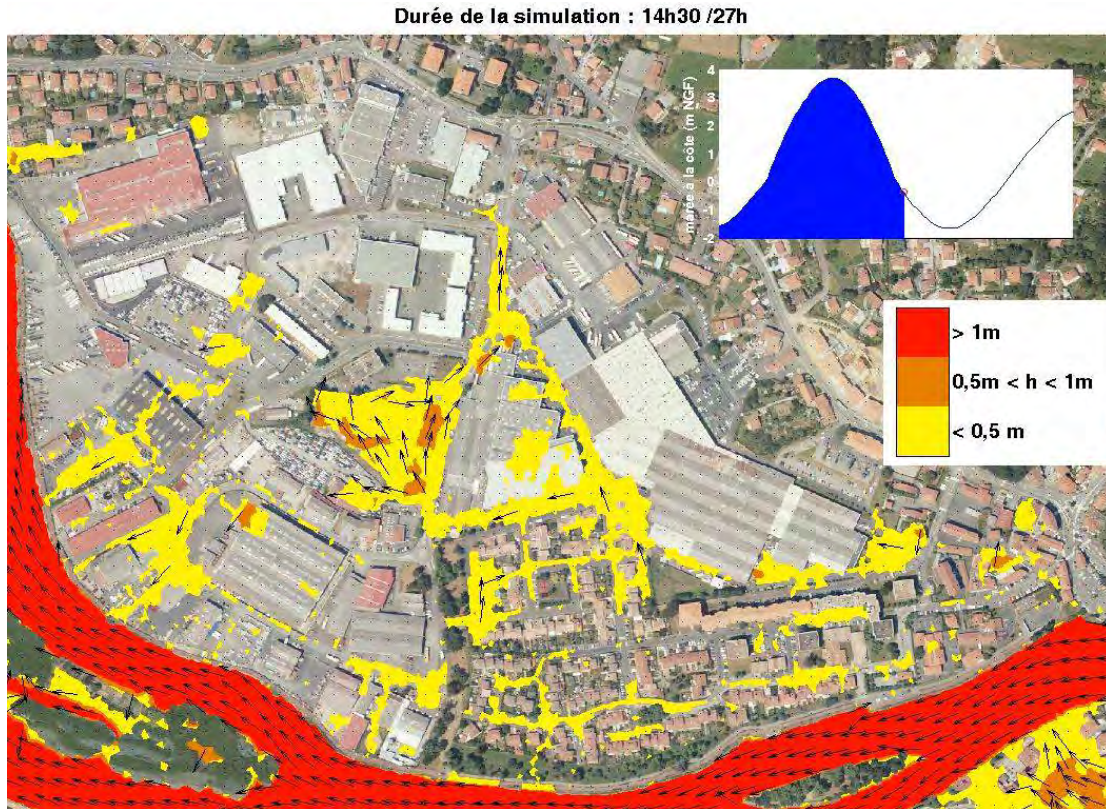 Durée de la simulation : 14h30 /27h
marée à la côte (m NGF)
4
3
2
1
0
-1
-2
> 1m
0,5m < h < 1m
< 0,5 m